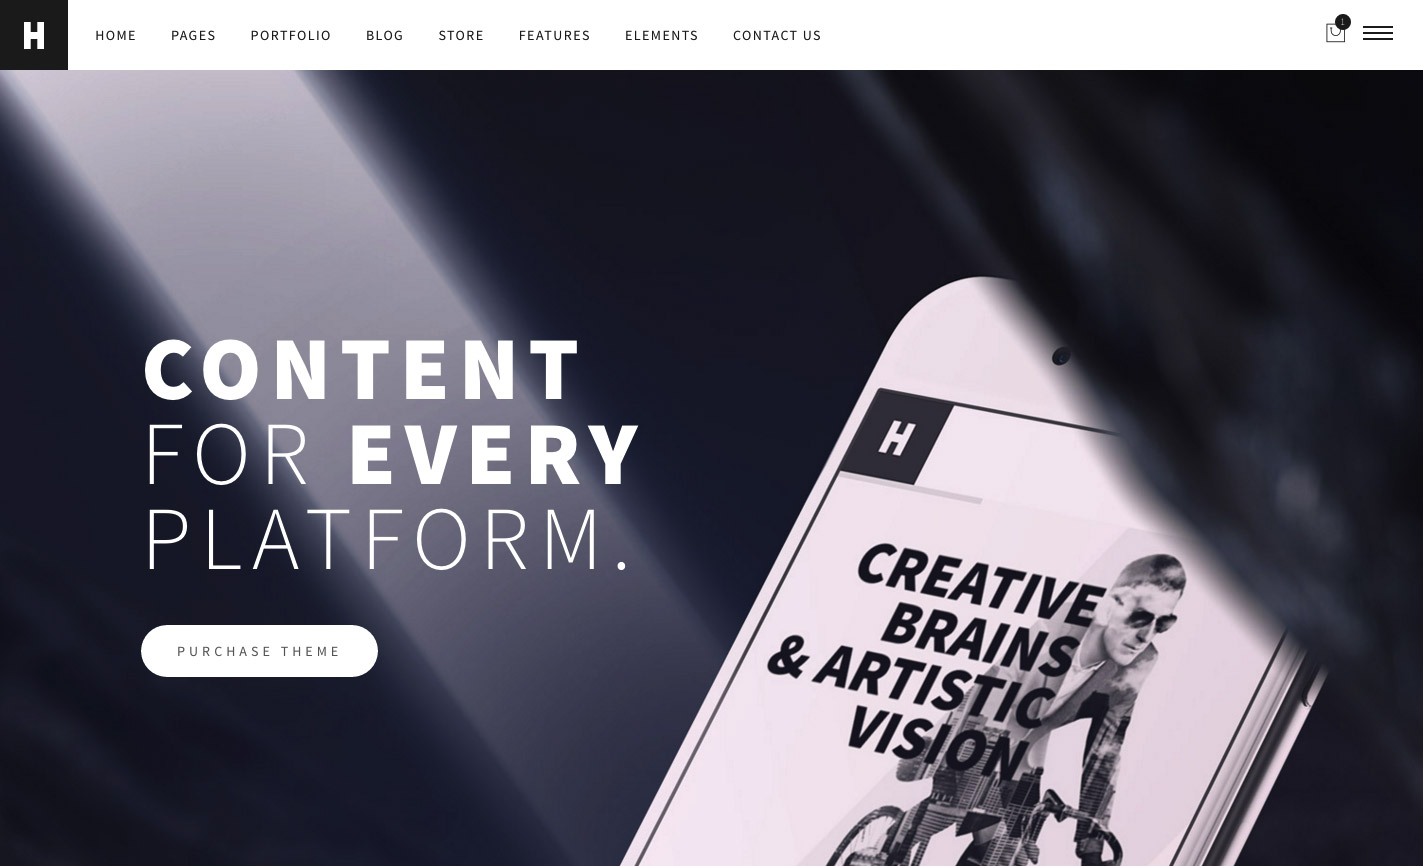 H
HOME PAGES PORTFOLIO BLOG STORE FEATURES ELEMENTS CONTACT US
1
CONTENT
FOR EVERY
PLATFORM.
PURCHASE THEME
H
CREATIVE
BRAINS
& ARTISTIC
VISION